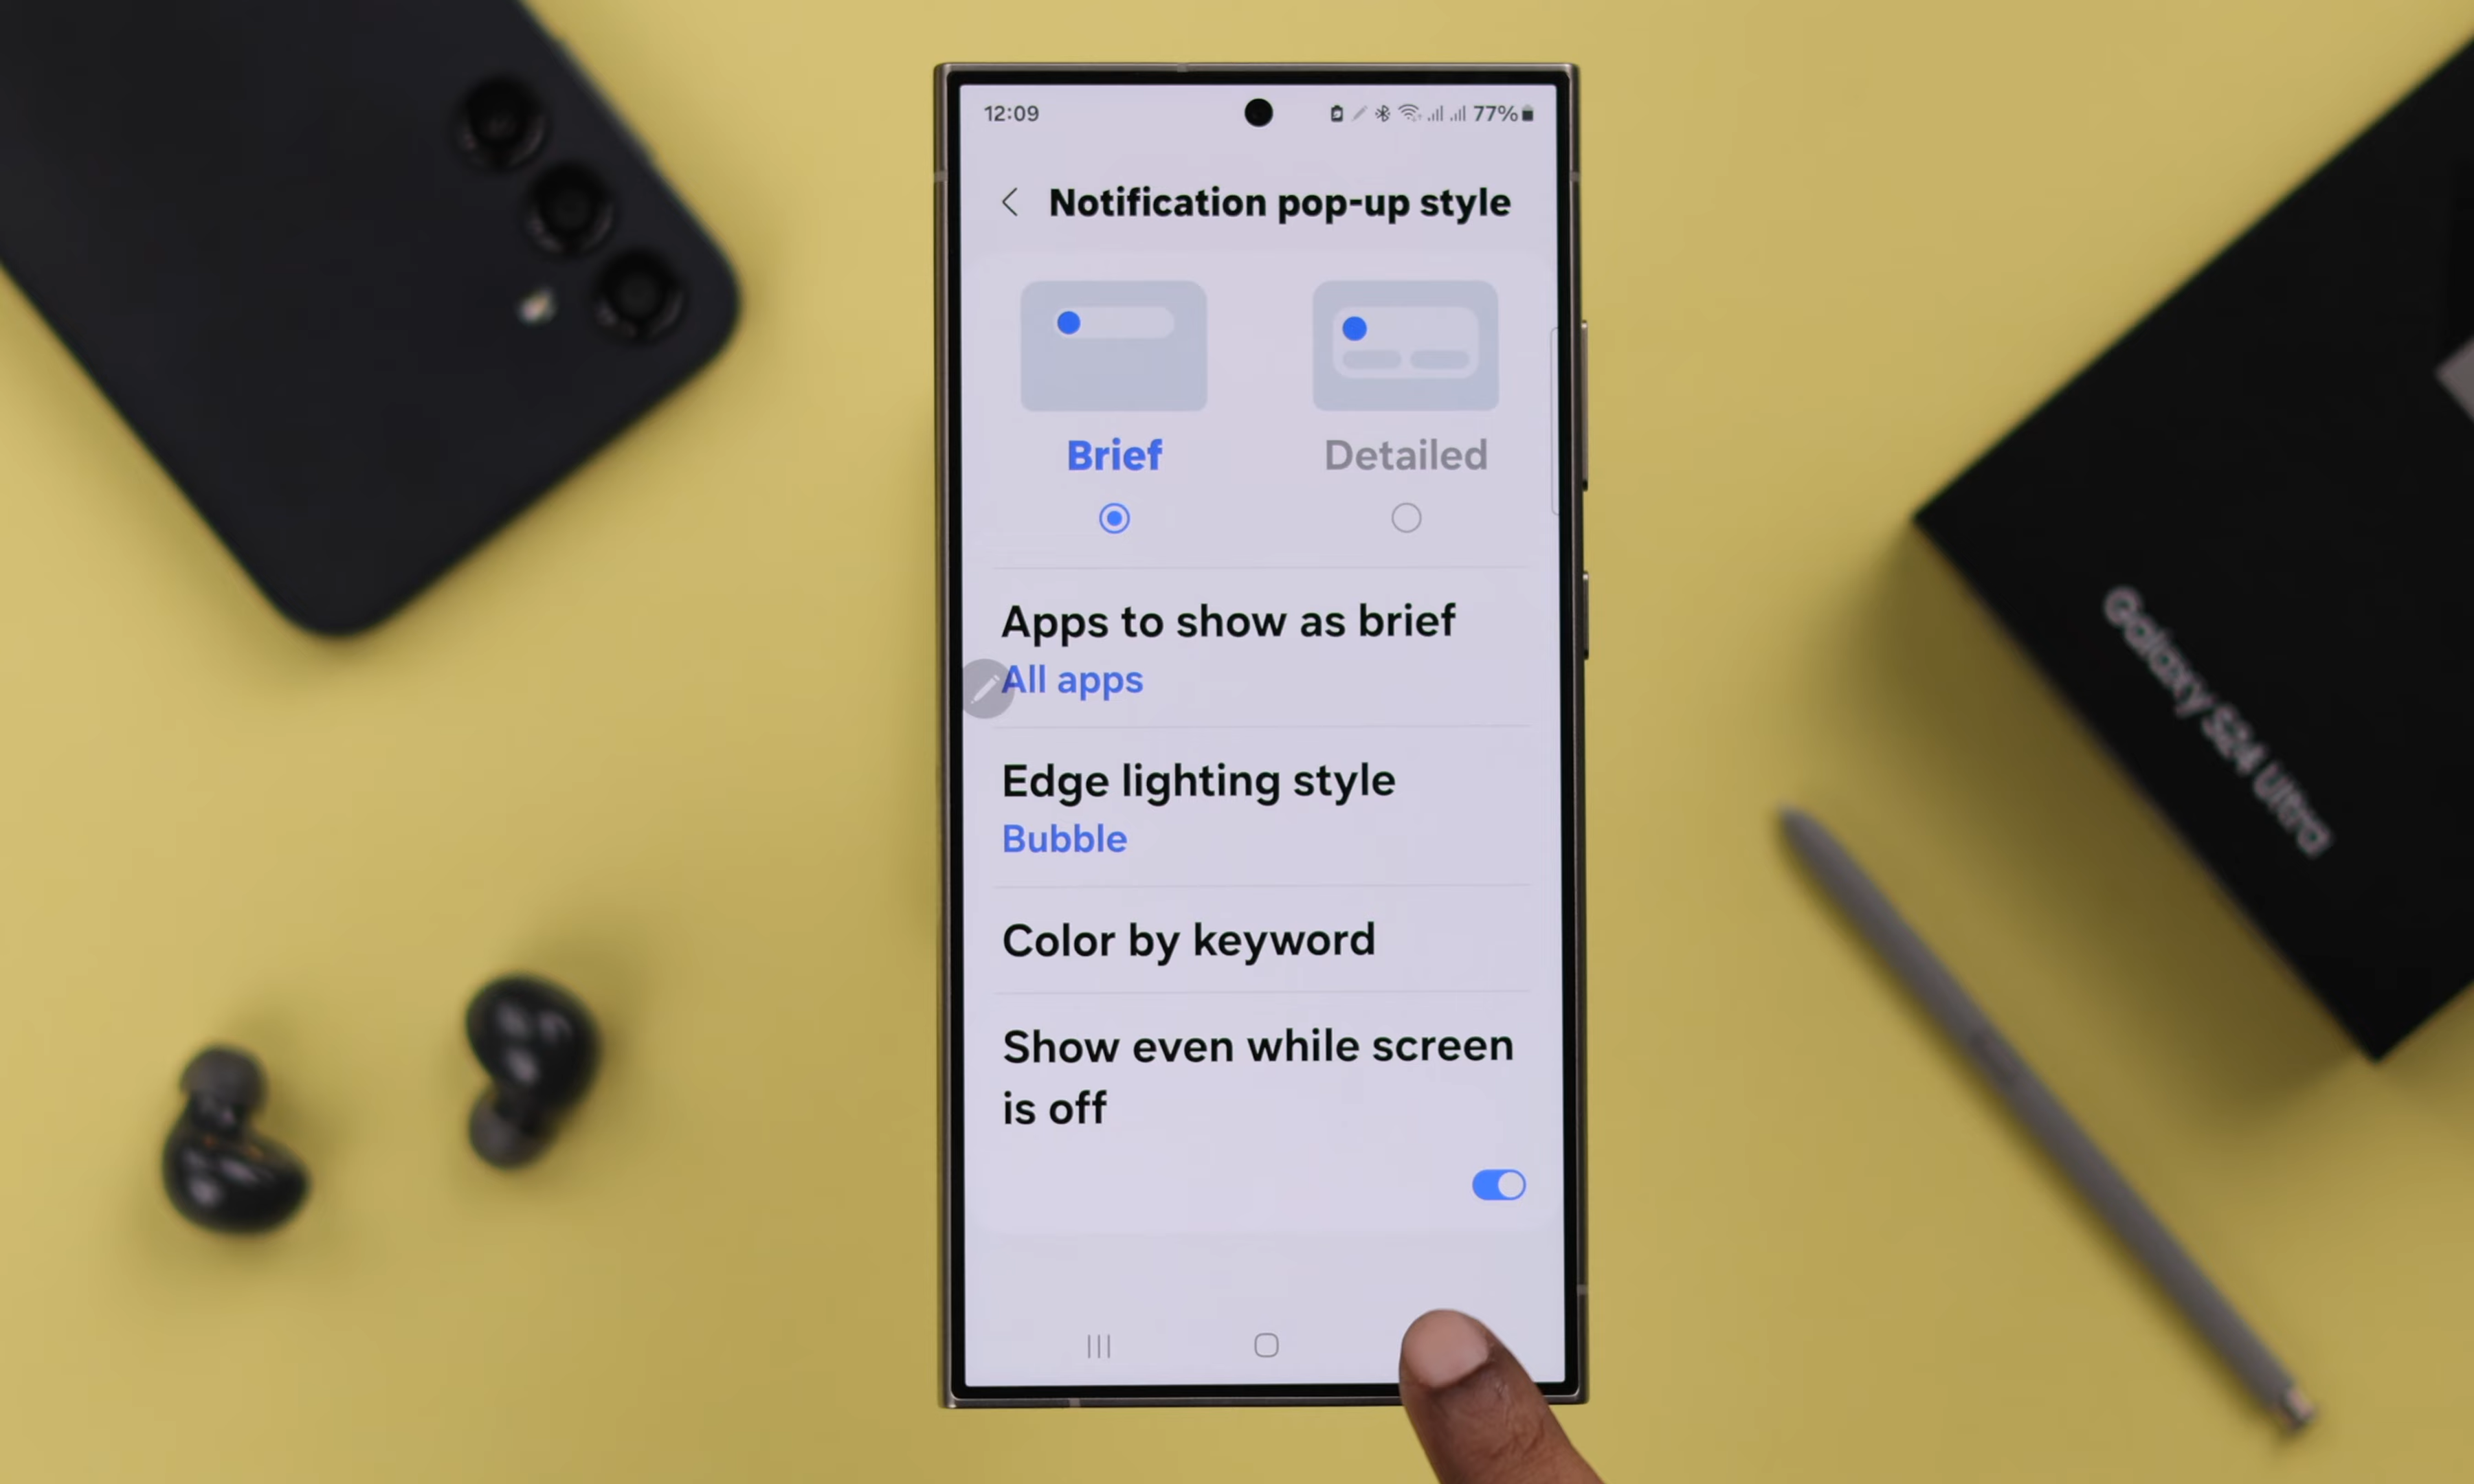 12:09
77%
Notification pop-up style
Brief
Detailed
Apps to show as brief
All apps
Edge lighting style
Bubble
Color by keyword
Show even while screen
is off
Galaxy S24 Ultra